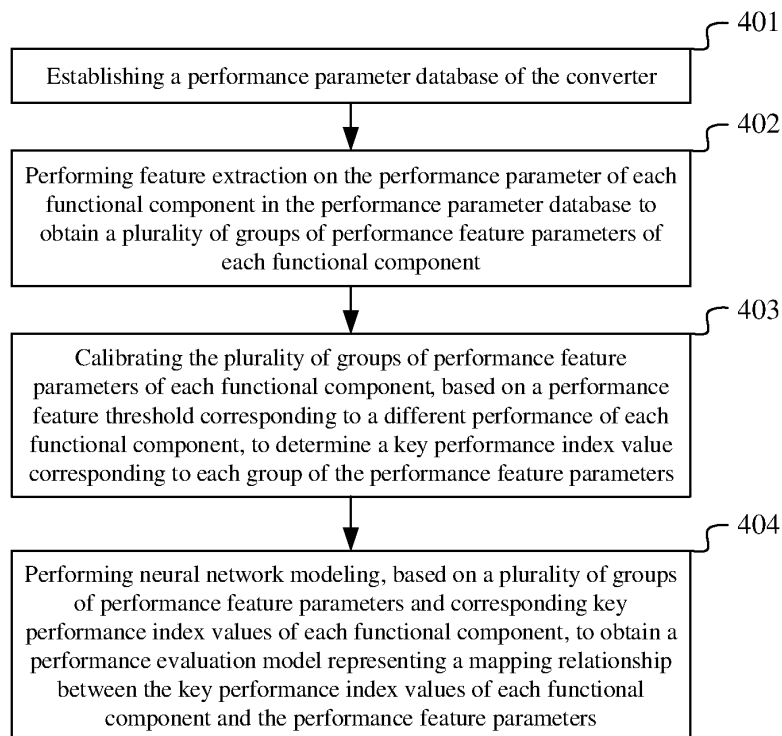 401
Establishing a performance parameter database of the converter
402
Performing feature extraction on the performance parameter of each
functional component in the performance parameter database to
obtain a plurality of groups of performance feature parameters of
each functional component
403
Calibrating the plurality of groups of performance feature
parameters of each functional component, based on a performance
feature threshold corresponding to a different performance of each
functional component, to determine a key performance index value
corresponding to each group of the performance feature parameters
404
Performing neural network modeling, based on a plurality of groups
of performance feature parameters and corresponding key
performance index values of each functional component, to obtain a
performance evaluation model representing a mapping relationship
between the key performance index values of each functional
component and the performance feature parameters